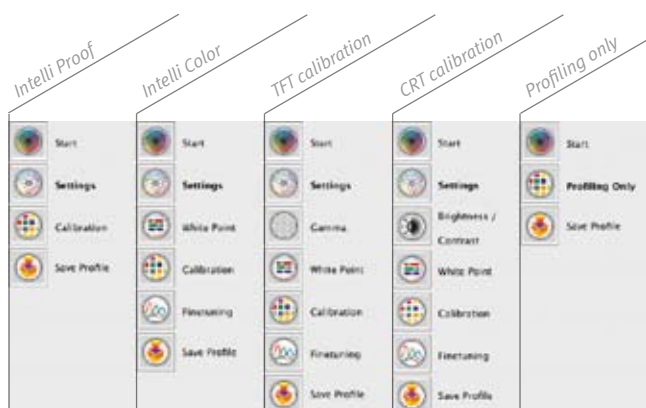 Intelli Proof
Start
Settings
Calibration
Save Profile
Intelli Color
Start
Settings
White Point
Calibration
Finetuning
Save Profile
TFT calibration
Start
Settings
Gamma
White Point
Calibration
Finetuning
Save Profile
CRT calibration
Start
Settings
Brightness /
Contrast
White Point
Calibration
Finetuning
Save Profile
Profiling only
Start
Profiling Only
Save Profile